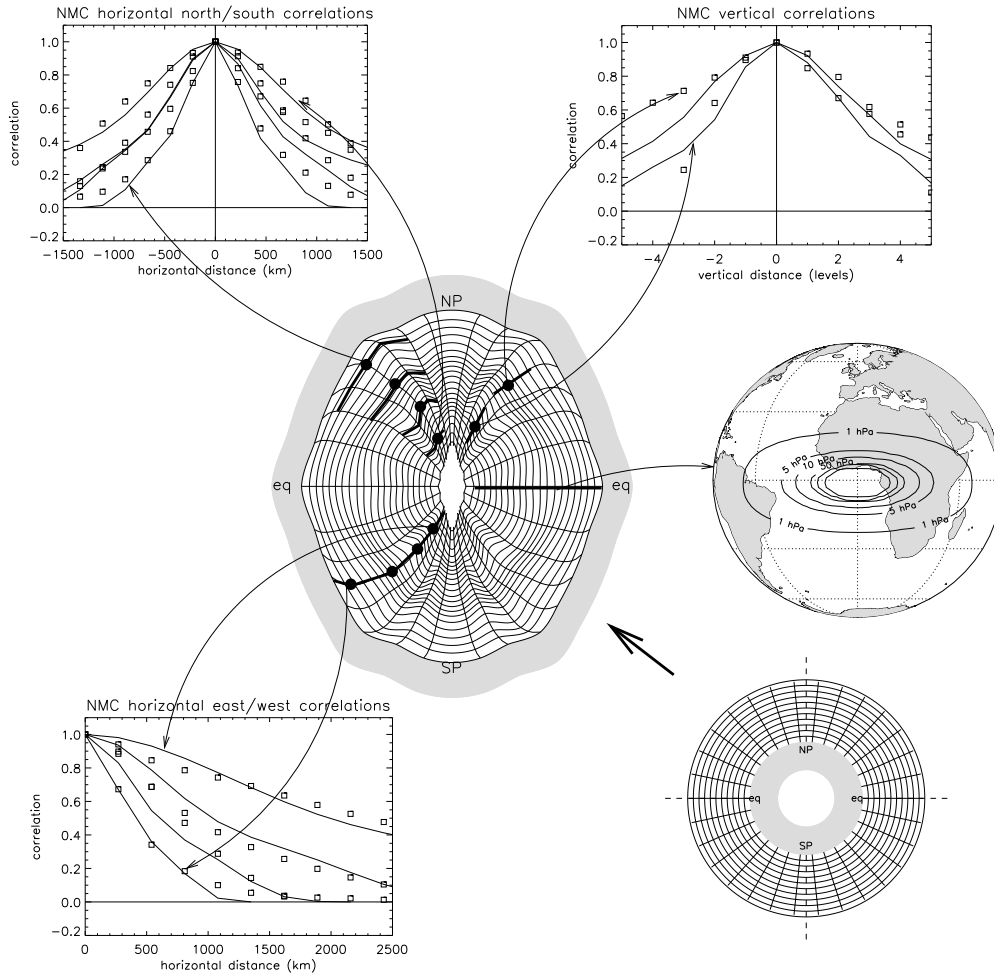 NMC horizontal north/south correlations
correlation
1.0
0.8
0.6
0.4
0.2
0.0
−0.2
−1500 −1000 −500 0 500 1000 1500
horizontal distance (km)
NMC vertical correlations
correlation
1.0
0.8
0.6
0.4
0.2
0.0
−0.2
−4 −2 0 2 4
vertical distance (levels)
NP
eq
eq
SP
1 hPa
5 hPa
10 hPa
5 hPa
1 hPa
1 hPa
NMC horizontal east/west correlations
correlation
1.0
0.8
0.6
0.4
0.2
0.0
−0.2
0 500 1000 1500 2000 2500
horizontal distance (km)
NP
eq
eq
SP